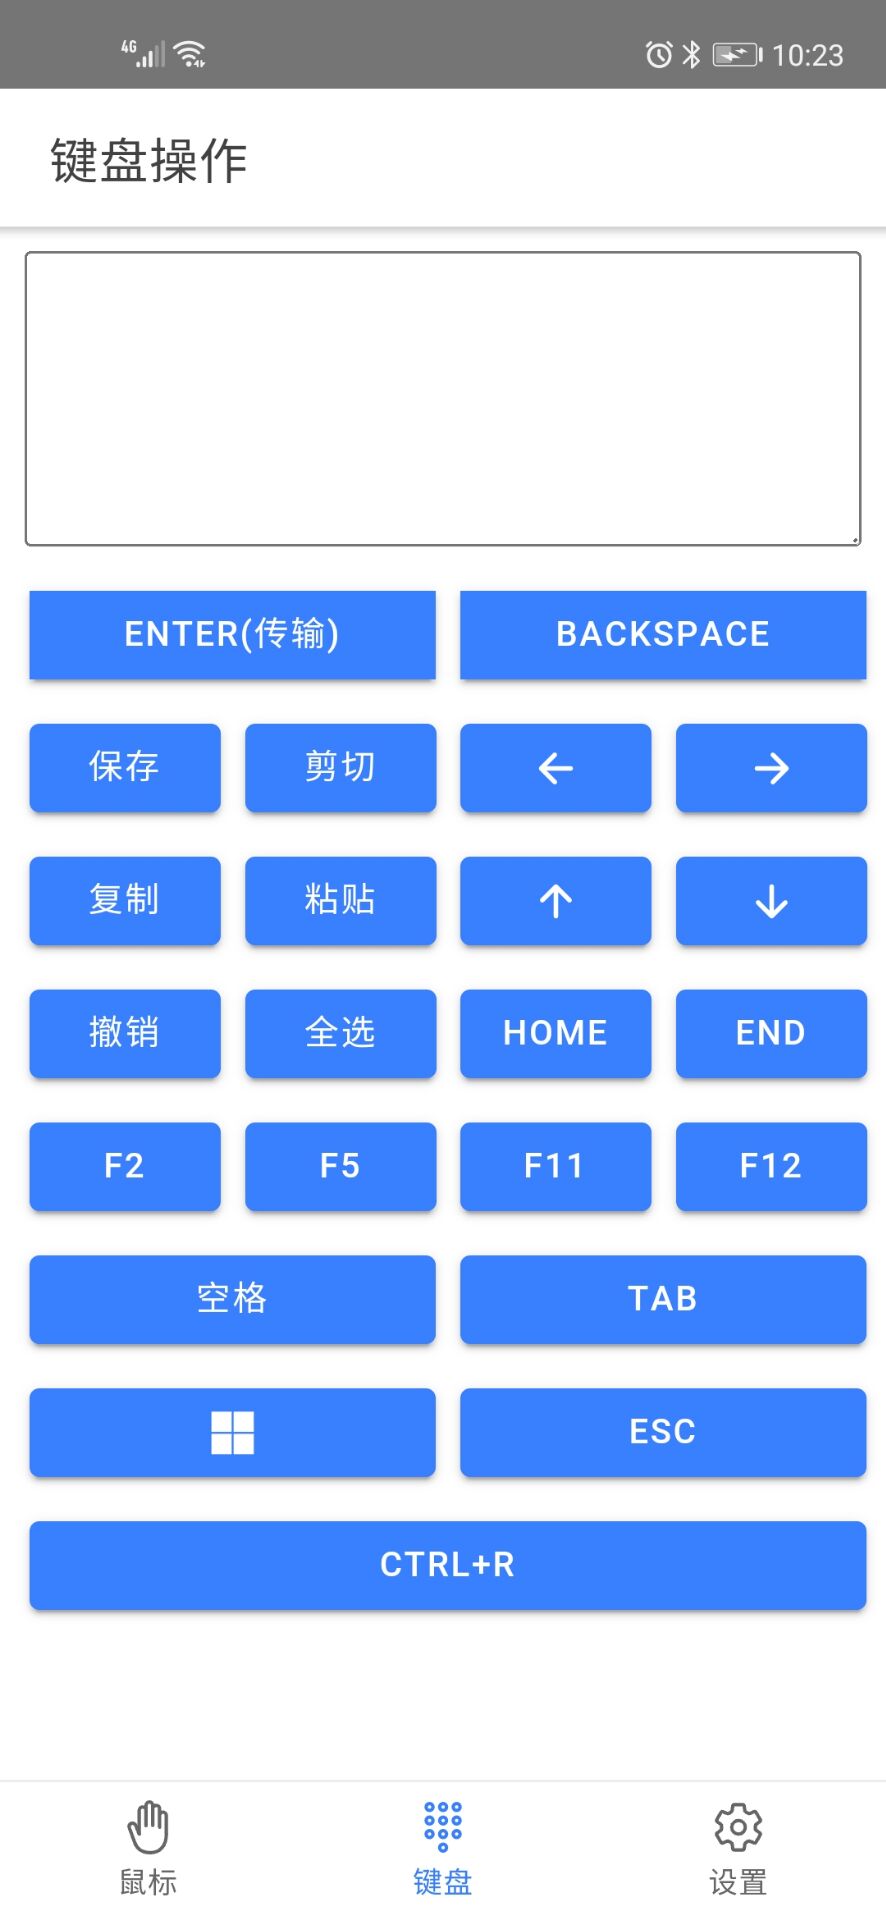 4G 10:23
键盘操作
ENTER(传输) BACKSPACE
保存 剪切
复制 粘贴
撤销 全选 HOME END
F2 F5 F11 F12
空格 TAB
ESC
CTRL+R
鼠标 键盘 设置